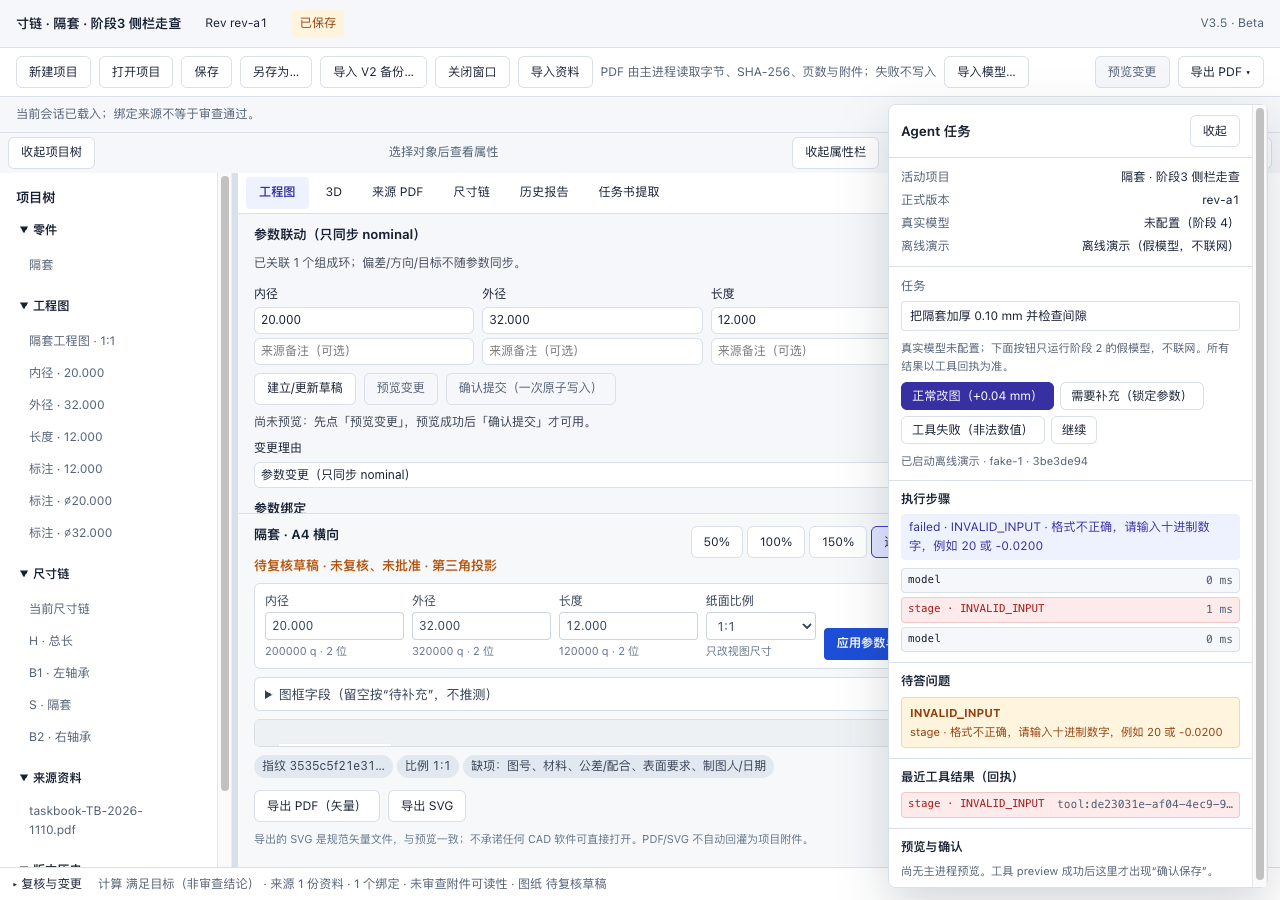 寸链 · 隔套 · 阶段3 侧栏走查 Rev rev-a1 已保存 V3.5 · Beta
新建项目 打开项目 保存 另存为… 导入 V2 备份… 关闭窗口 导入资料 PDF 由主进程读取字节、SHA-256、页数与附件；失败不写入 导入模型… 预览变更 导出 PDF ▾
当前会话已载入；绑定来源不等于审查通过。
收起项目树 选择对象后查看属性 收起属性栏
项目树
▼ 零件
隔套
▼ 工程图
隔套工程图 · 1:1
内径 · 20.000
外径 · 32.000
长度 · 12.000
标注 · 12.000
标注 · ⌀20.000
标注 · ⌀32.000
▼ 尺寸链
当前尺寸链
H · 总长
B1 · 左轴承
S · 隔套
B2 · 右轴承
▼ 来源资料
taskbook-TB-2026-
1110.pdf
工程图 3D 来源 PDF 尺寸链 历史报告 任务书提取
参数联动（只同步 nominal）
已关联 1 个组成环；偏差/方向/目标不随参数同步。
内径 外径 长度
20.000 32.000 12.000
来源备注（可选） 来源备注（可选） 来源备注（可选）
建立/更新草稿 预览变更 确认提交（一次原子写入）
尚未预览：先点「预览变更」，预览成功后「确认提交」才可用。
变更理由
参数变更（只同步 nominal）
参数绑定
隔套 · A4 横向 50% 100% 150%
待复核草稿 · 未复核、未批准 · 第三角投影
内径 外径 长度 纸面比例
20.000 32.000 12.000 1:1 应用参数
200000 q · 2 位 320000 q · 2 位 120000 q · 2 位 只改视图尺寸
▶ 图框字段（留空按“待补充”，不推测）
指纹 3535c5f21e31… 比例 1:1 缺项：图号、材料、公差/配合、表面要求、制图人/日期
导出 PDF（矢量） 导出 SVG
导出的 SVG 是规范矢量文件，与预览一致；不承诺任何 CAD 软件可直接打开。PDF/SVG 不自动回灌为项目附件。
Agent 任务 收起
活动项目 隔套 · 阶段3 侧栏走查
正式版本 rev-a1
真实模型 未配置（阶段 4）
离线演示 离线演示（假模型，不联网）
任务
把隔套加厚 0.10 mm 并检查间隙
真实模型未配置；下面按钮只运行阶段 2 的假模型，不联网。所有
结果以工具回执为准。
正常改图（+0.04 mm） 需要补充（锁定参数）
工具失败（非法数值） 继续
已启动离线演示 · fake-1 · 3be3de94
执行步骤
failed · INVALID_INPUT · 格式不正确，请输入十进制数
字，例如 20 或 -0.0200
model 0 ms
stage · INVALID_INPUT 1 ms
model 0 ms
待答问题
INVALID_INPUT
stage · 格式不正确，请输入十进制数字，例如 20 或 -0.0200
最近工具结果（回执）
stage · INVALID_INPUT tool:de23031e-af04-4ec9-9…
预览与确认
尚无主进程预览。工具 preview 成功后这里才出现“确认保存”。
▸ 复核与变更 计算 满足目标（非审查结论） · 来源 1 份资料 · 1 个绑定 · 未审查附件可读性 · 图纸 待复核草稿